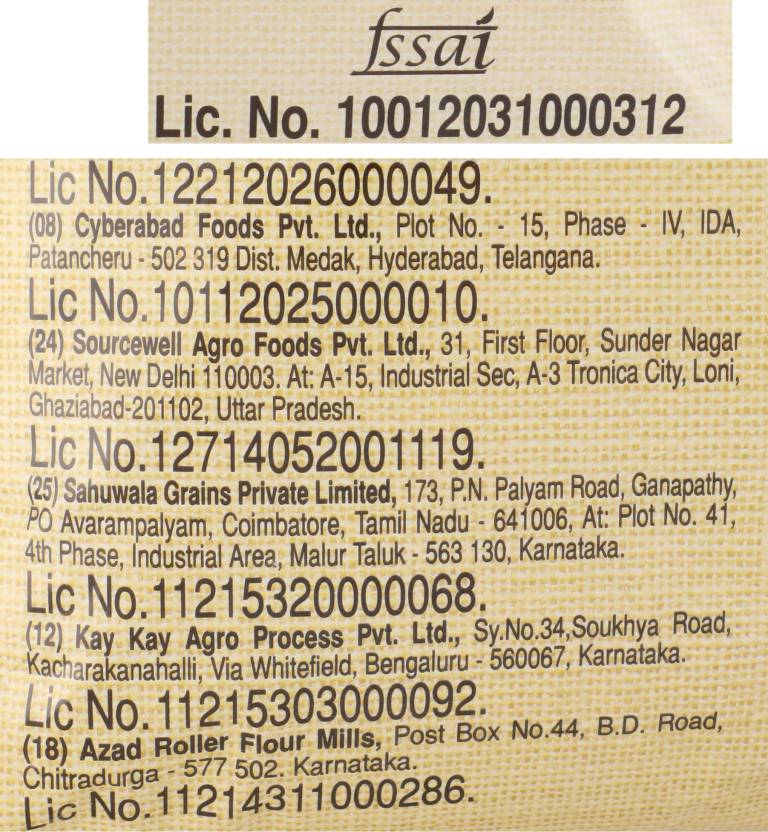 fssai
Lic. No. 10012031000312
Lic No.12212026000049.
(08) Cyberabad Foods Pvt. Ltd., Plot No. - 15, Phase - IV, IDA,
Patancheru - 502 319 Dist. Medak, Hyderabad, Telangana.
Lic No.10112025000010.
(24) Sourcewell Agro Foods Pvt. Ltd., 31, First Floor, Sunder Nagar
Market, New Delhi 110003. At: A-15, Industrial Sec, A-3 Tronica City, Loni,
Ghaziabad-201102, Uttar Pradesh.
Lic No.12714052001119.
(25) Sahuwala Grains Private Limited, 173, P.N. Palyam Road, Ganapathy,
PO Avarampalyam, Coimbatore, Tamil Nadu - 641006, At: Plot No. 41,
4th Phase, Industrial Area, Malur Taluk - 563 130, Karnataka.
Lic No.11215320000068.
(12) Kay Kay Agro Process Pvt. Ltd., Sy.No.34,Soukhya Road,
Kacharakanahalli, Via Whitefield, Bengaluru - 560067, Karnataka.
Lic No.11215303000092.
(18) Azad Roller Flour Mills, Post Box No.44, B.D. Road,
Chitradurga - 577 502. Karnataka.
Lic No.11214311000286.